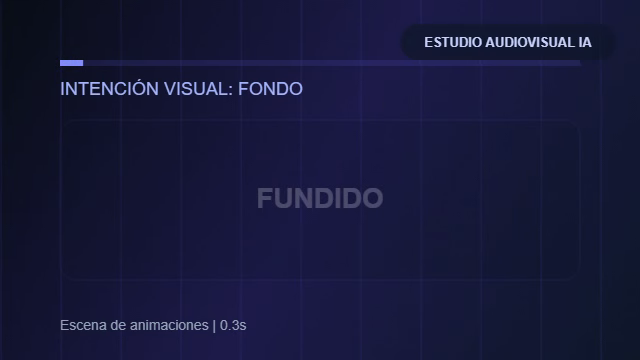 ESTUDIO AUDIOVISUAL IA
INTENCIÓN VISUAL: FONDO
FUNDIDO
Escena de animaciones | 0.3s